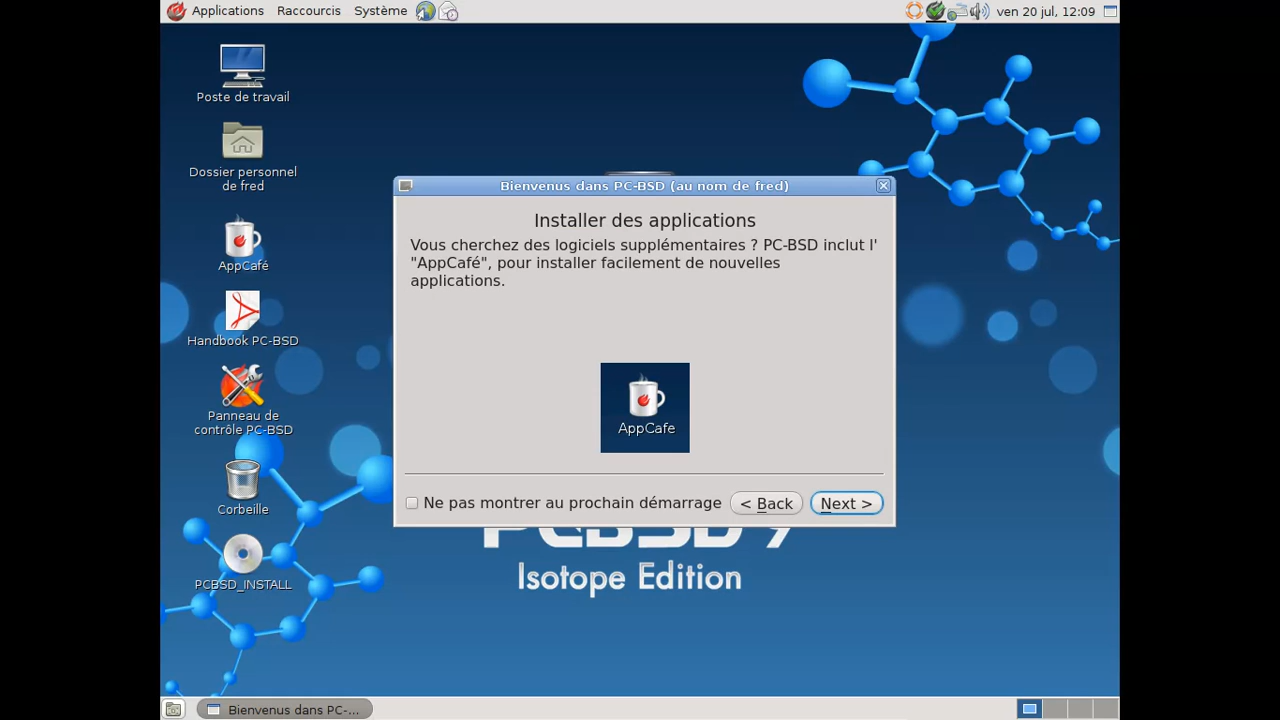 Applications Raccourcis Système ven 20 jul, 12:09
Poste de travail
Dossier personnel
de fred
AppCafé
Handbook PC-BSD
Panneau de
contrôle PC-BSD
Corbeille
PCBSD_INSTALL
Bienvenus dans PC-BSD (au nom de fred)
Installer des applications
Vous cherchez des logiciels supplémentaires ? PC-BSD inclut l'
"AppCafé", pour installer facilement de nouvelles
applications.
AppCafe
Ne pas montrer au prochain démarrage < Back Next >
PCBSD 9
Isotope Edition
Bienvenus dans PC-...